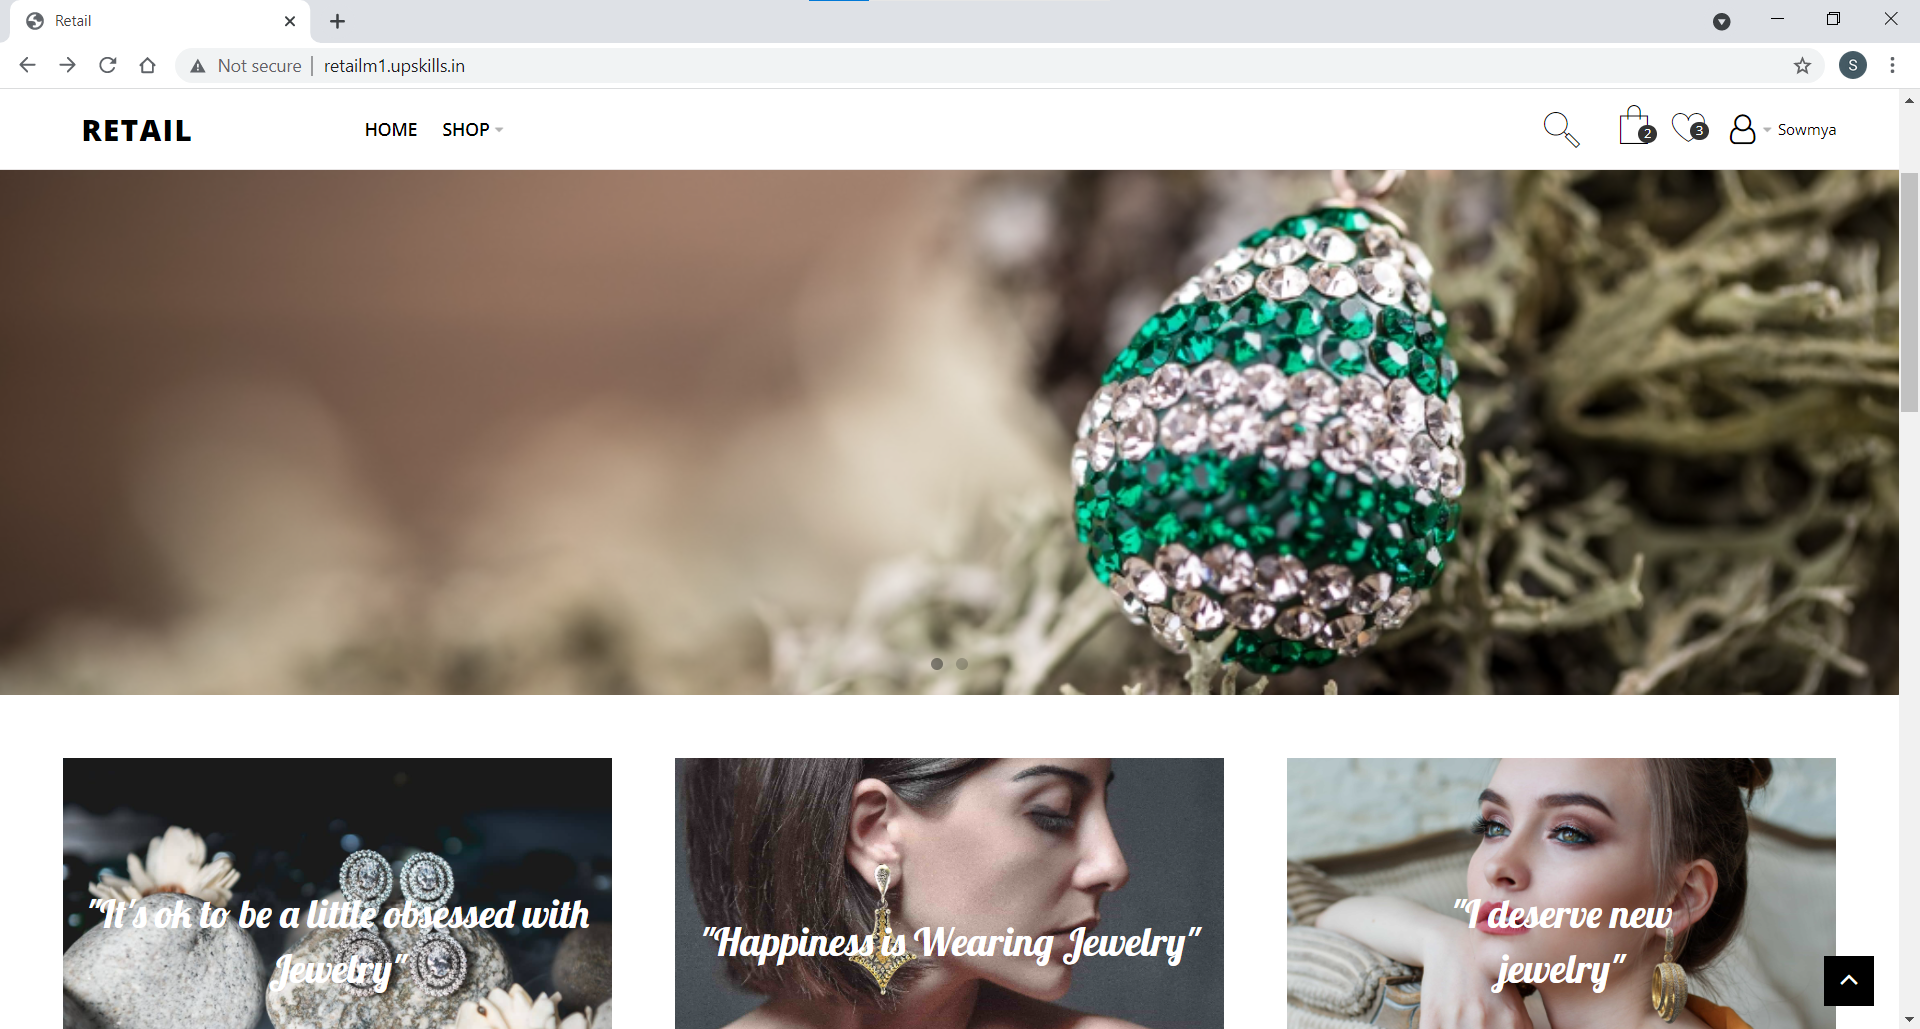 Retail
Not secure | retailm1.upskills.in
S
RETAIL
HOME
SHOP
2
3
Sowmya
"It's ok to be a little obsessed with
Jewelry"
"Happiness is Wearing Jewelry"
"I deserve new
jewelry"